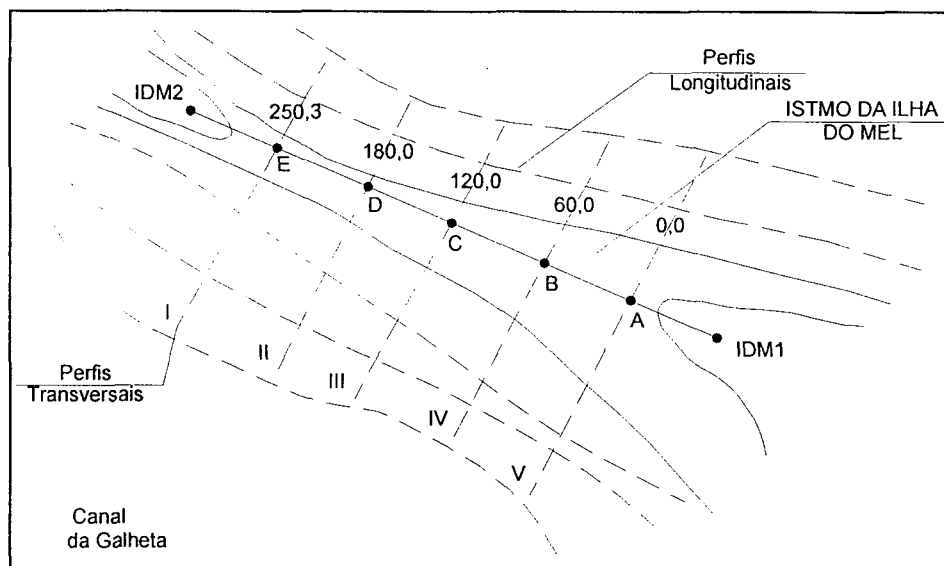 IDM2
250,3
Perfis
Longitudinais
ISTMO DA ILHA
DO MEL
180,0
120,0
60,0
0,0
E
D
C
B
A
IDM1
I
II
III
IV
V
Perfis
Transversais
Canal
da Galheta